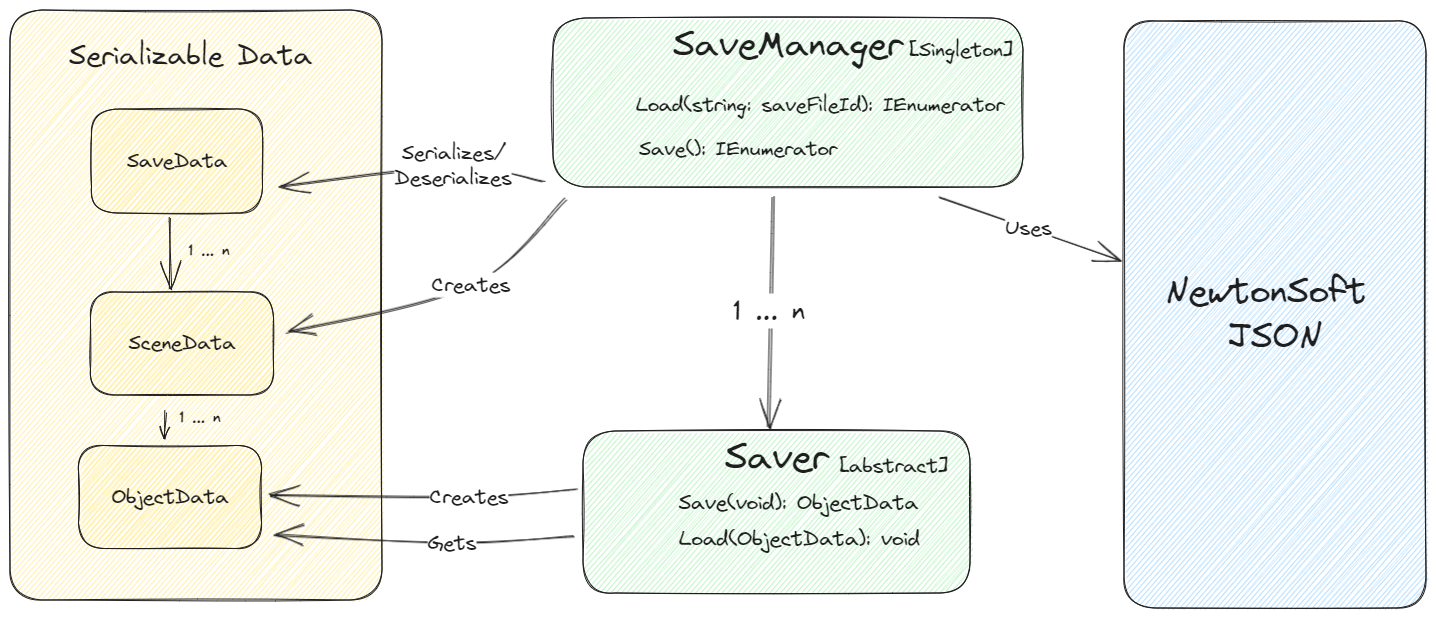 Serializable Data
SaveData
1 ... n
SceneData
1 ... n
ObjectData
Serializes/
Deserializes
Creates
Creates
Gets
SaveManager [Singleton]
Load(string: saveFileId): IEnumerator
Save(): IEnumerator
1 ... n
Uses
Saver [abstract]
Save(void): ObjectData
Load(ObjectData): void
NewtonSoft
JSON